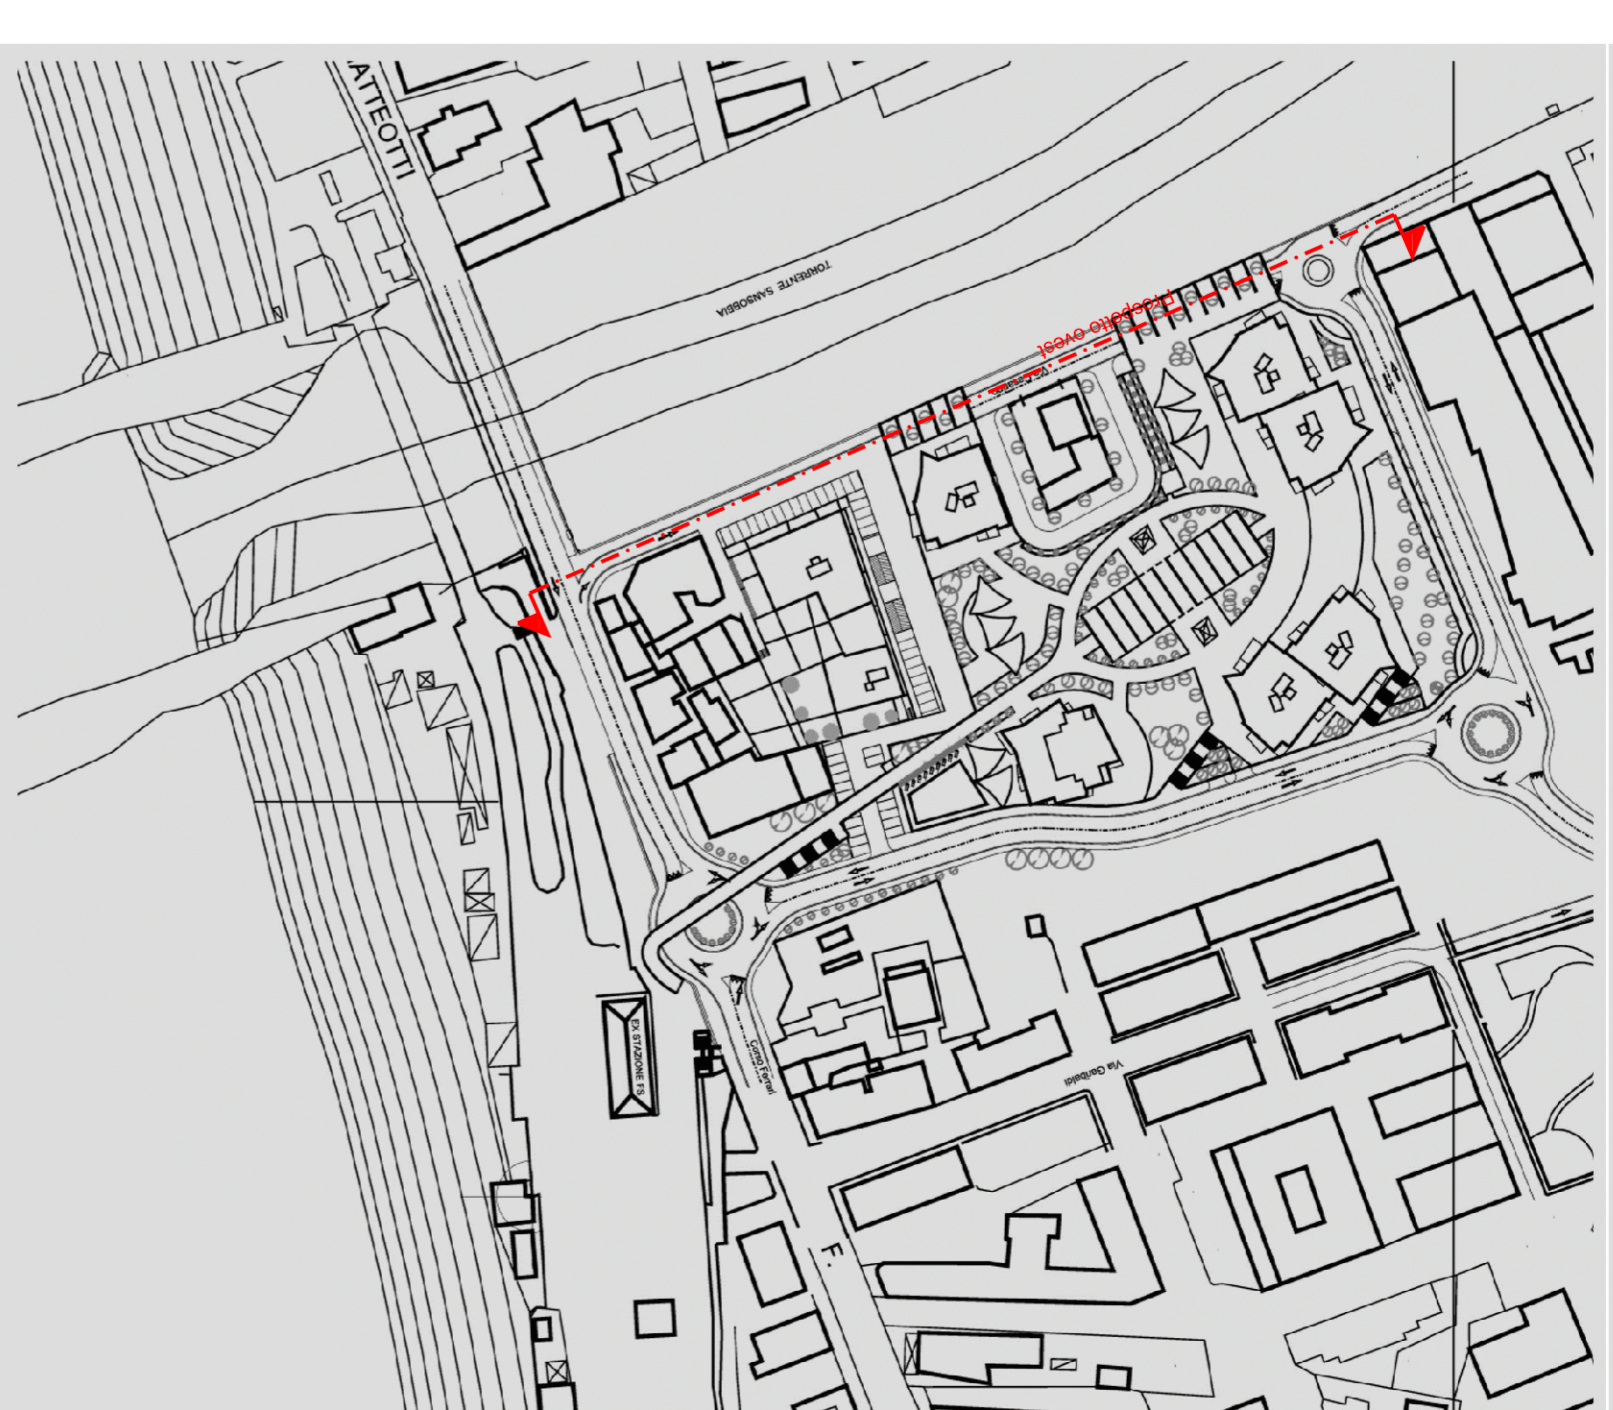 ATTEOTTI
TORRENTE SANSOBBIA
Prospetto ovest
EX STAZIONE FS
Corso Ferrari
Via Garibaldi
F.